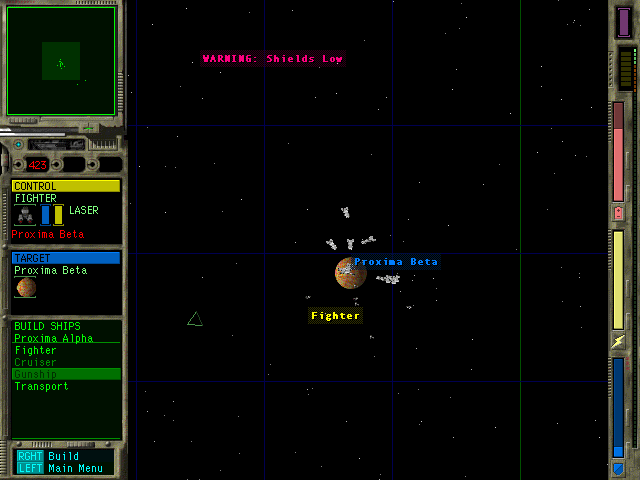 WARNING: Shields Low
423
CONTROL
FIGHTER
LASER
Proxima Beta
TARGET
Proxima Beta
BUILD SHIPS
Proxima Alpha
Fighter
Cruiser
Gunship
Transport
RGHT Build
LEFT Main Menu
Proxima Beta
Fighter